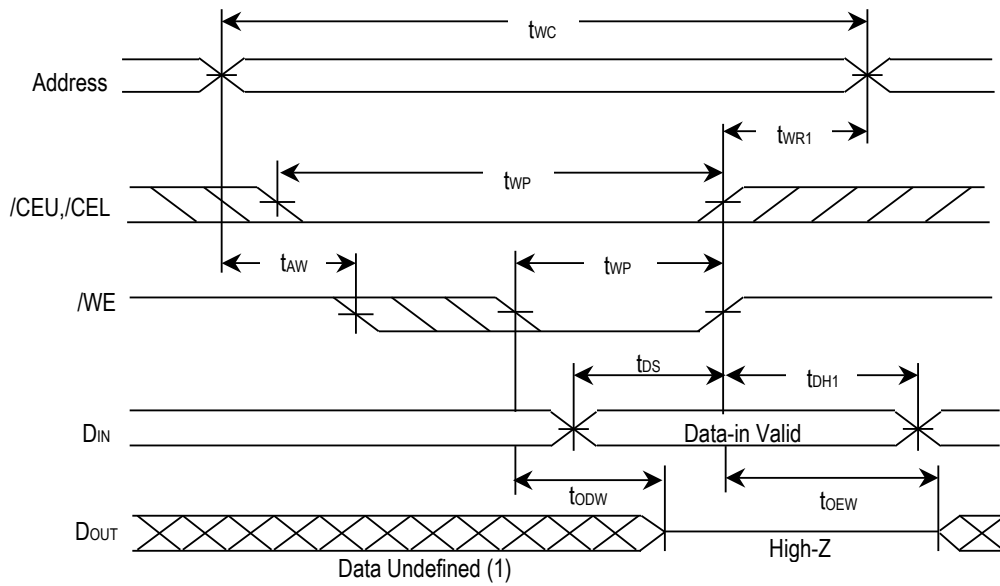 tWC
Address
tWR1
tWP
/CEU,/CEL
tAW
tWP
/WE
tDS
tDH1
DIN
Data-in Valid
tODW
tOEW
DOUT
High-Z
Data Undefined (1)